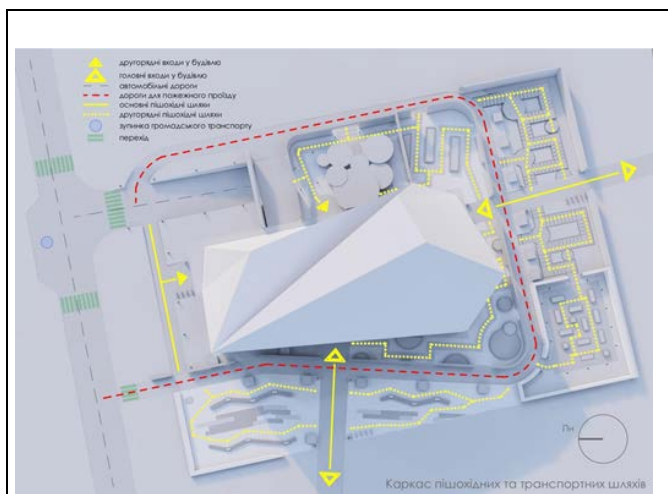 другорядні входи у будівлю
головні входи у будівлю
автомобільні дороги
дороги для пожежного проїзду
основні пішохідні шляхи
другорядні пішохідні шляхи
зупинка громадського транспорту
перехід
Пн
Каркас пішохідних та транспортних шляхів